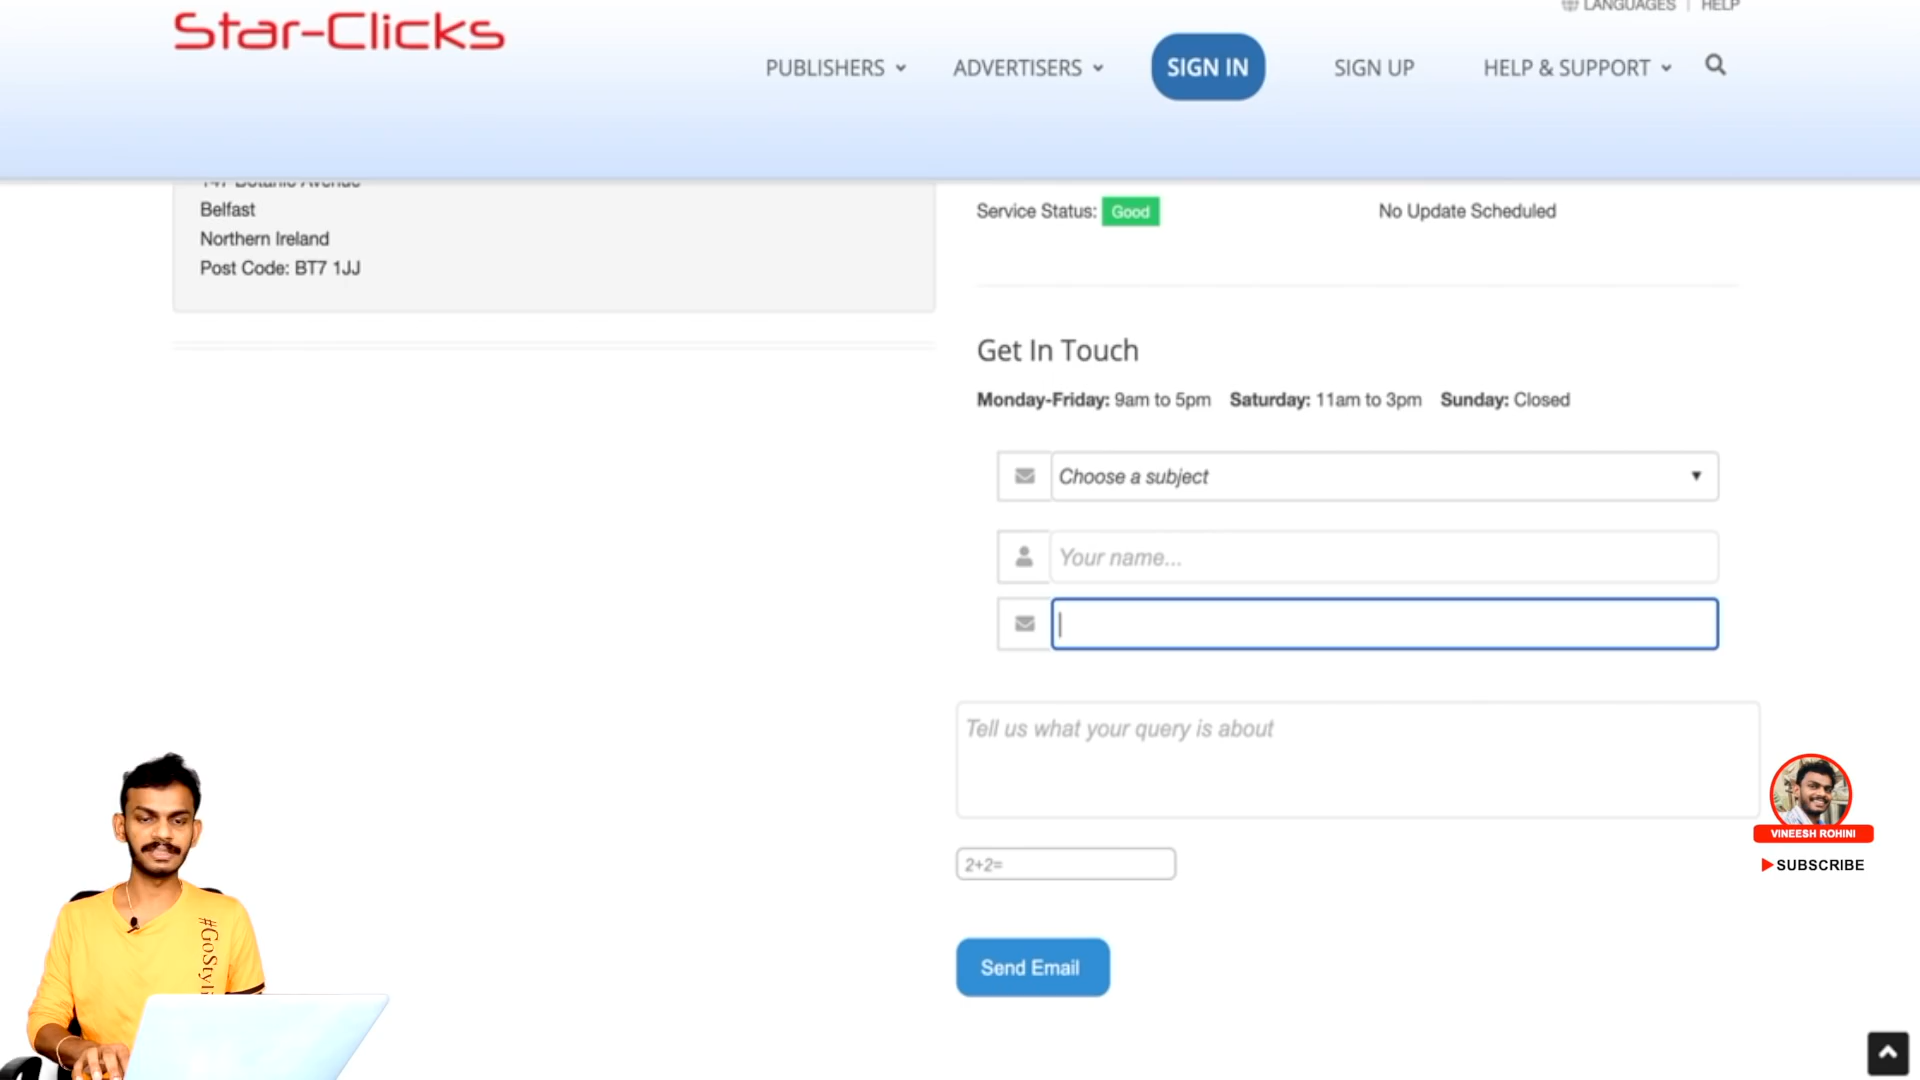 Star-Clicks
LANGUAGES | HELP
PUBLISHERS
ADVERTISERS
SIGN IN
SIGN UP
HELP & SUPPORT
147 Botanic Avenue
Belfast
Northern Ireland
Post Code: BT7 1JJ
Service Status: Good
No Update Scheduled
Get In Touch
Monday-Friday: 9am to 5pm Saturday: 11am to 3pm Sunday: Closed
Choose a subject
Your name...
Tell us what your query is about
2+2=
Send Email
VINEESH ROHINI
SUBSCRIBE